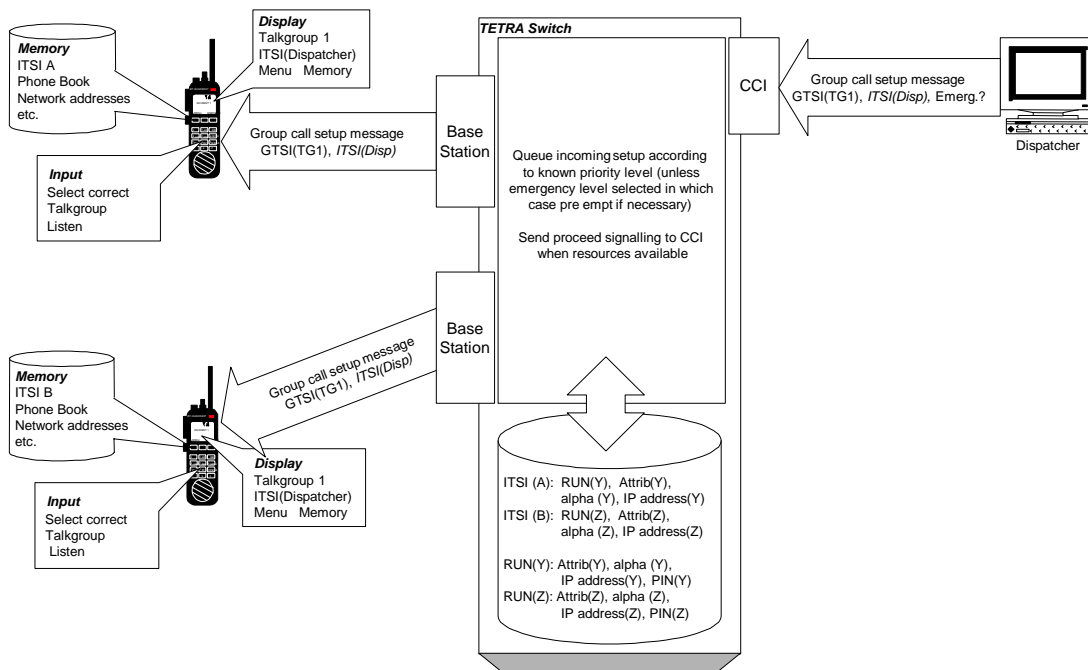 Memory
ITSI A
Phone Book
Network addresses
etc.
Display
Talkgroup 1
ITSI(Dispatcher)
Menu Memory
Input
Select correct
Talkgroup
Listen
Group call setup message
GTSI(TG1), ITSI(Disp)
Base
Station
TETRA Switch
Queue incoming setup according
to known priority level (unless
emergency level selected in which
case pre empt if necessary)
Send proceed signalling to CCI
when resources available
CCI
Group call setup message
GTSI(TG1), ITSI(Disp), Emerg.?
Dispatcher
Memory
ITSI B
Phone Book
Network addresses
etc.
Input
Select correct
Talkgroup
Listen
Display
Talkgroup 1
ITSI(Dispatcher)
Menu Memory
Group call setup message
GTSI(TG1), ITSI(Disp)
Base
Station
ITSI (A): RUN(Y), Attrib(Y),
alpha (Y), IP address(Y)
ITSI (B): RUN(Z), Attrib(Z),
alpha (Z), IP address(Z)
RUN(Y): Attrib(Y), alpha (Y),
IP address(Y), PIN(Y)
RUN(Z): Attrib(Z), alpha (Z),
IP address(Z), PIN(Z)